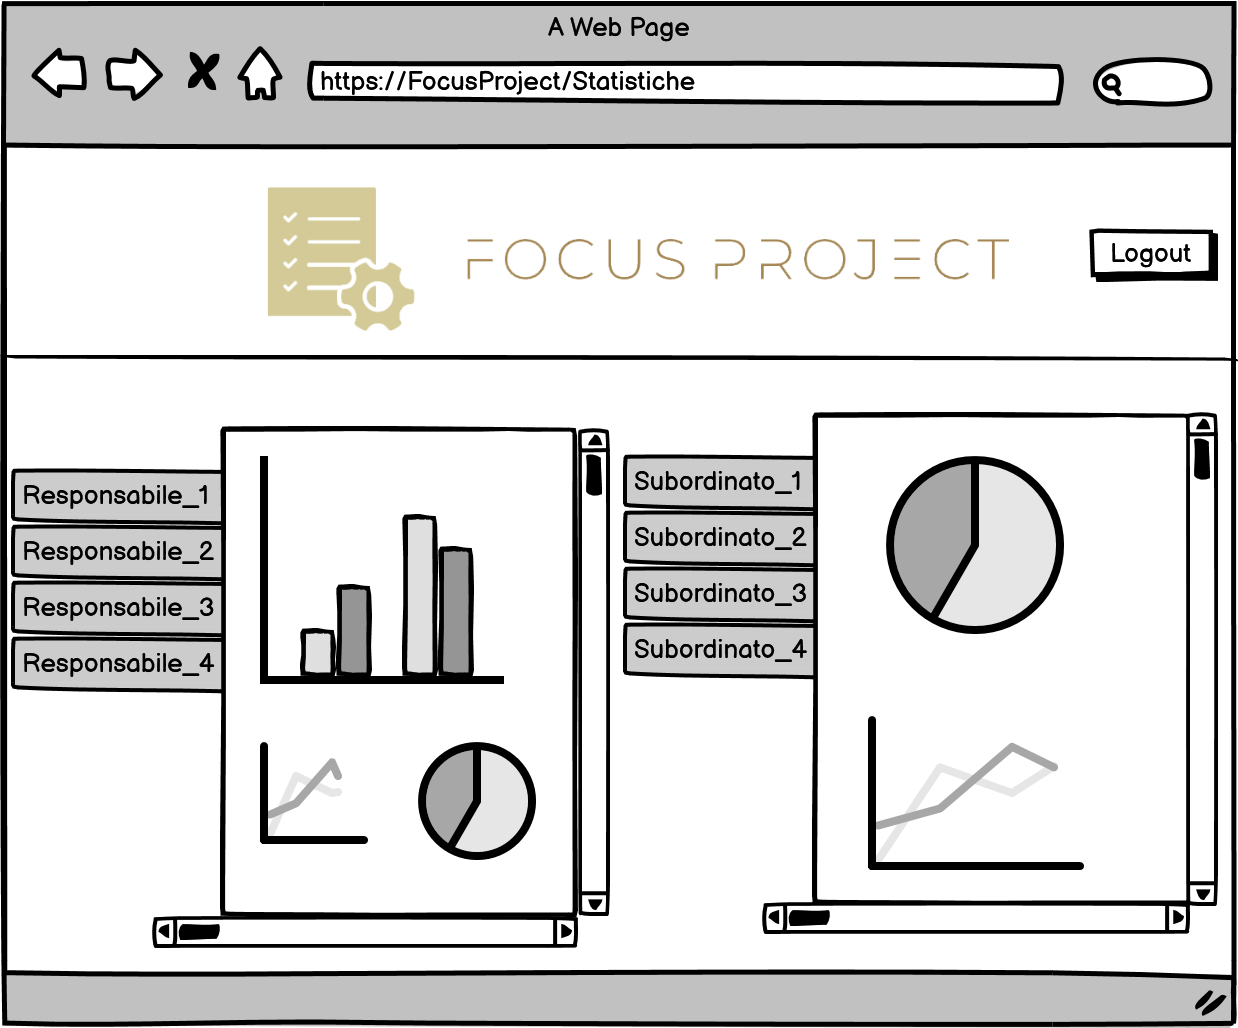 A Web Page
https://FocusProject/Statistiche
FOCUS PROJECT
Logout
Responsabile_1
Responsabile_2
Responsabile_3
Responsabile_4
Subordinato_1
Subordinato_2
Subordinato_3
Subordinato_4